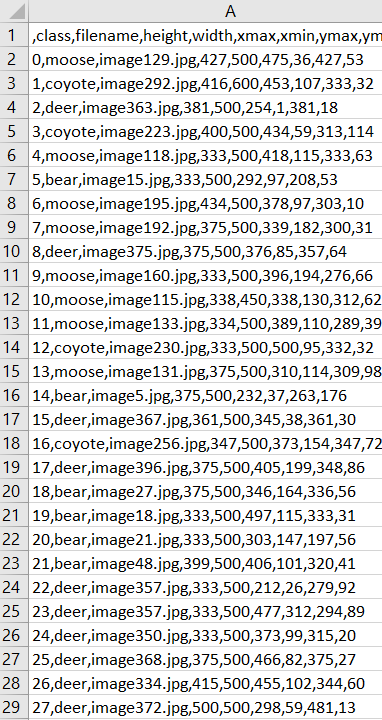 A
1 ,class,filename,height,width,xmax,xmin,ymax,ym
2 0,moose,image129.jpg,427,500,475,36,427,53
3 1,coyote,image292.jpg,416,600,453,107,333,32
4 2,deer,image363.jpg,381,500,254,1,381,18
5 3,coyote,image223.jpg,400,500,434,59,313,114
6 4,moose,image118.jpg,333,500,418,115,333,63
7 5,bear,image15.jpg,333,500,292,97,208,53
8 6,moose,image195.jpg,434,500,378,97,303,10
9 7,moose,image192.jpg,375,500,339,182,300,31
10 8,deer,image375.jpg,375,500,376,85,357,64
11 9,moose,image160.jpg,333,500,396,194,276,66
12 10,moose,image115.jpg,338,450,338,130,312,62
13 11,moose,image133.jpg,334,500,389,110,289,39
14 12,coyote,image230.jpg,333,500,500,95,332,32
15 13,moose,image131.jpg,375,500,310,114,309,98
16 14,bear,image5.jpg,375,500,232,37,263,176
17 15,deer,image367.jpg,361,500,345,38,361,30
18 16,coyote,image256.jpg,347,500,373,154,347,72
19 17,deer,image396.jpg,375,500,405,199,348,86
20 18,bear,image27.jpg,375,500,346,164,336,56
21 19,bear,image18.jpg,333,500,497,115,333,31
22 20,bear,image21.jpg,333,500,303,147,197,56
23 21,bear,image48.jpg,399,500,406,101,320,41
24 22,deer,image357.jpg,333,500,212,26,279,92
25 23,deer,image357.jpg,333,500,477,312,294,89
26 24,deer,image350.jpg,333,500,373,99,315,20
27 25,deer,image368.jpg,375,500,466,82,375,27
28 26,deer,image334.jpg,415,500,455,102,344,60
29 27,deer,image372.jpg,500,500,298,59,481,13